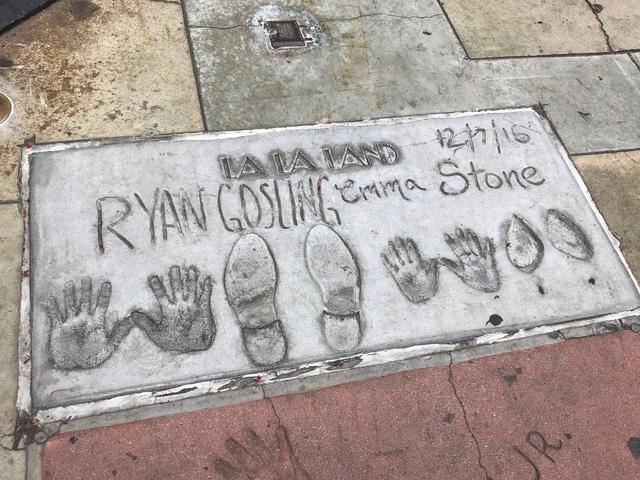 LA LA LAND 12/7/16
RYAN GOSLING emma Stone
JR.